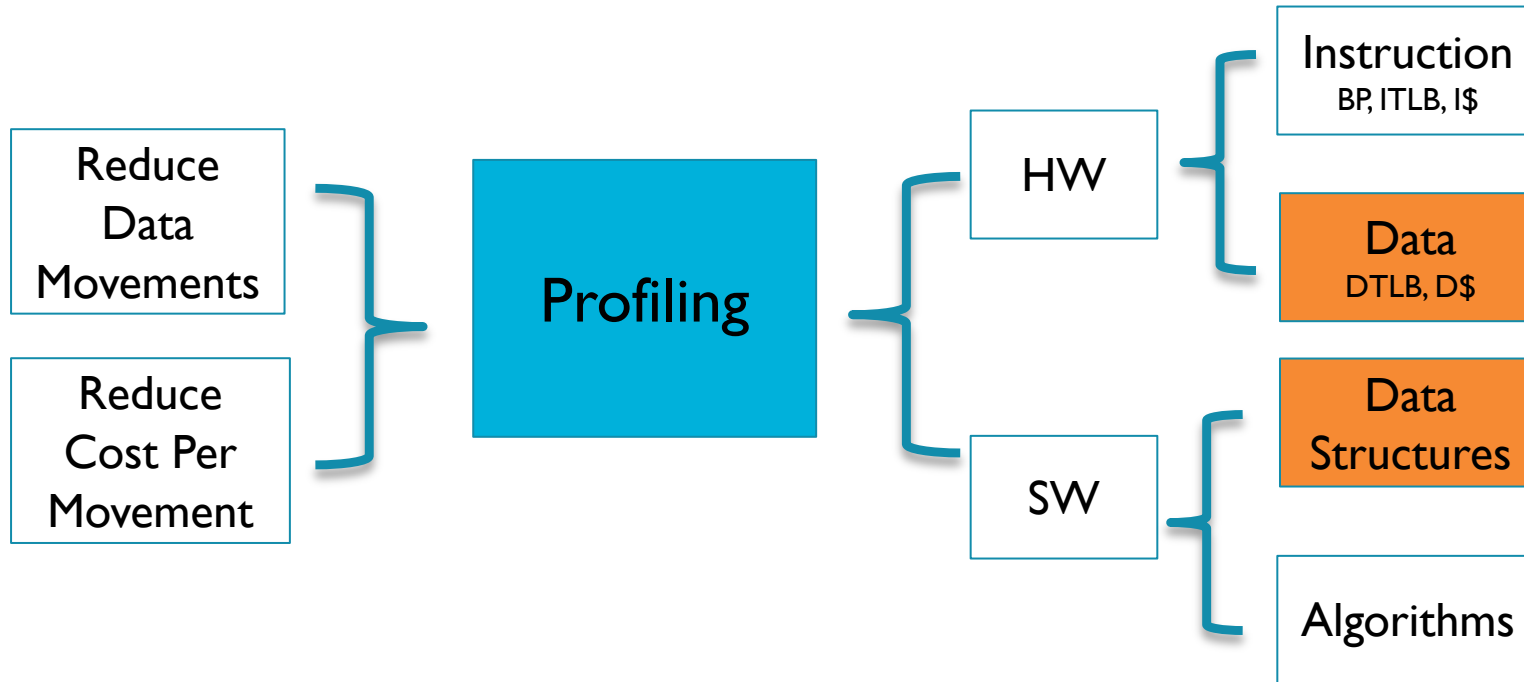 Reduce
Data
Movements
Reduce
Cost Per
Movement
Profiling
HW
SW
Instruction
BP, ITLB, I$
Data
DTLB, D$
Data
Structures
Algorithms